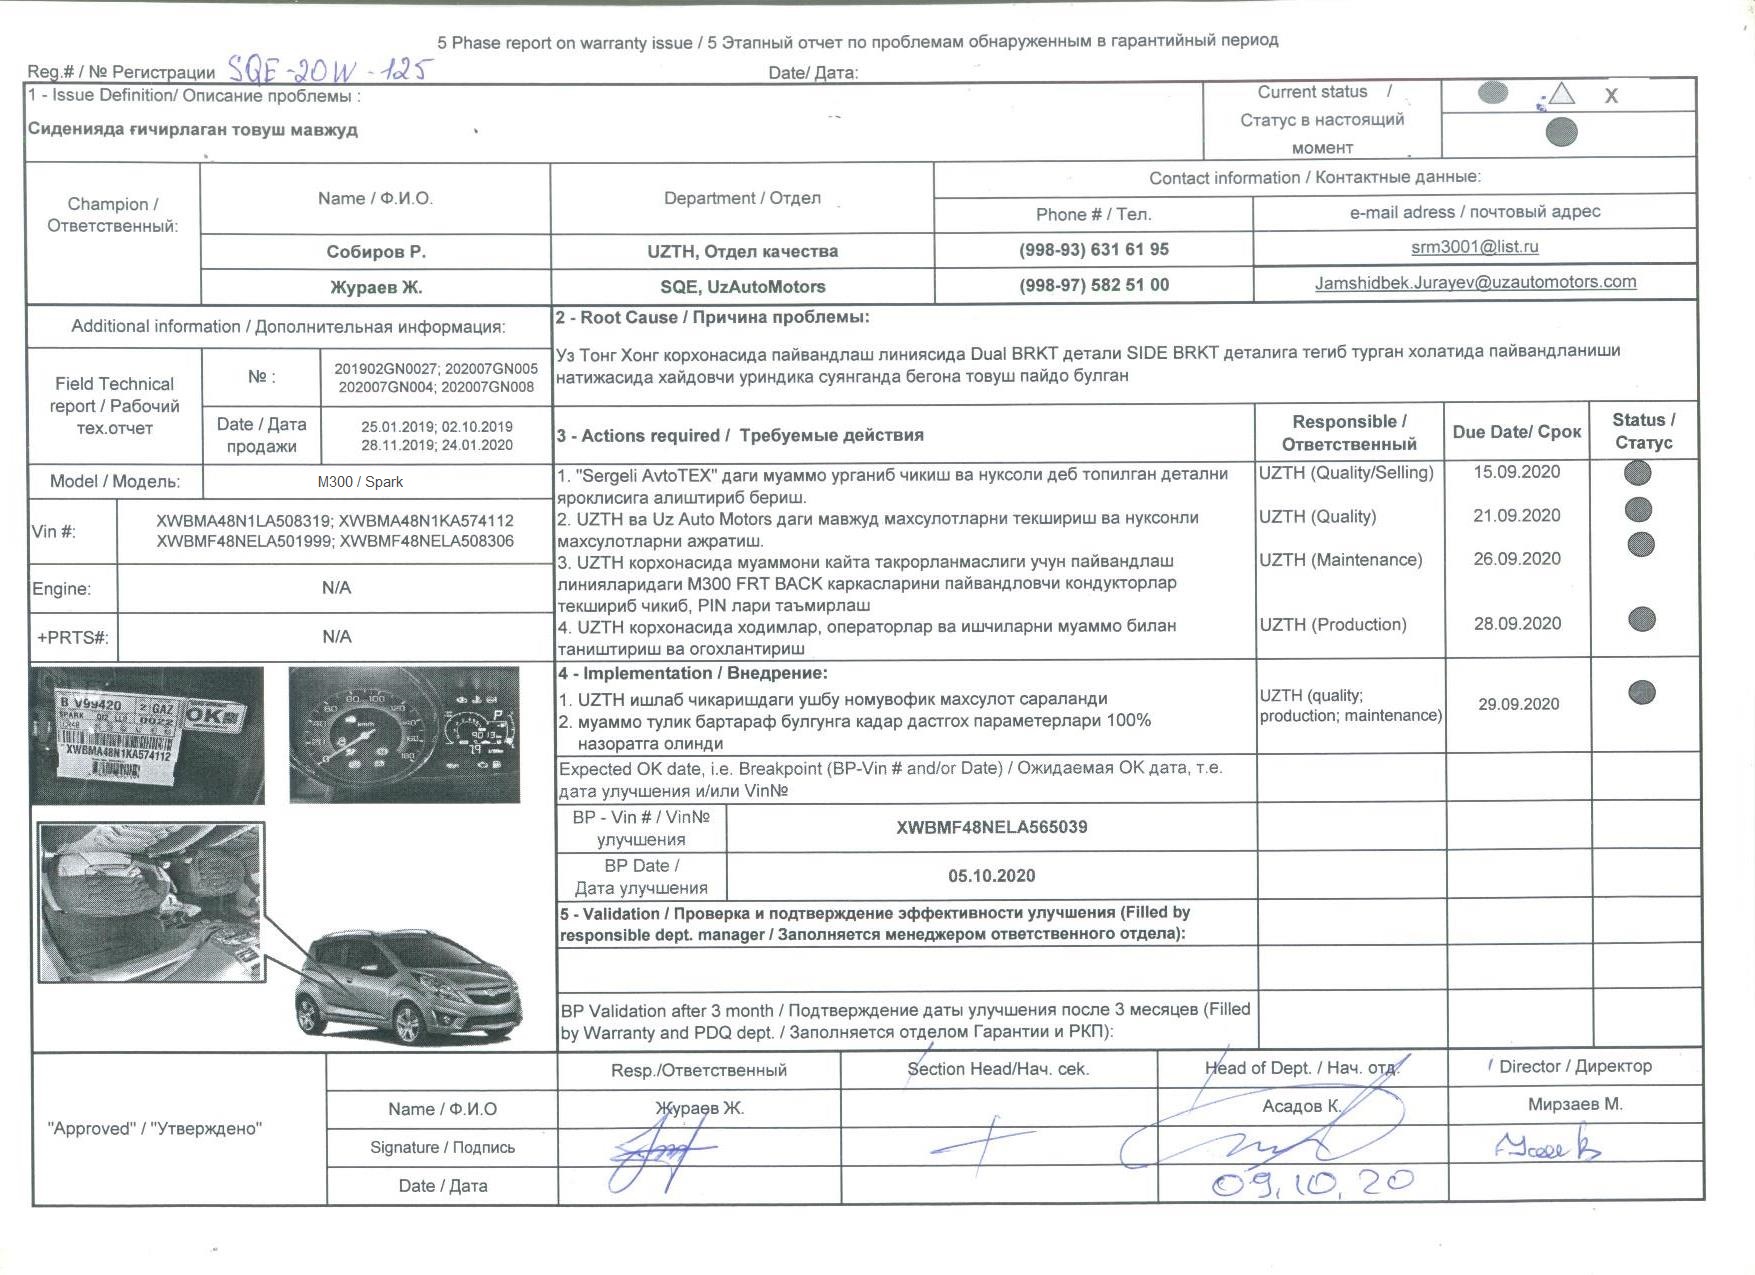 5 Phase report on warranty issue / 5 Этапный отчет по проблемам обнаруженным в гарантийный период
Reg.# / № Регистрации SQE-20W-125
Date/ Дата:
1 - Issue Definition/ Описание проблемы :
Сиденияда ғичирлаган товуш мавжуд
Current status /
Статус в настоящий
момент
X
Champion /
Ответственный:
Name / Ф.И.О.
Department / Отдел
Contact information / Контактные данные:
Phone # / Тел.
e-mail adress / почтовый адрес
Собиров Р.
UZTH, Отдел качества
(998-93) 631 61 95
srm3001@list.ru
Жураев Ж.
SQE, UzAutoMotors
(998-97) 582 51 00
Jamshidbek.Jurayev@uzautomotors.com
Additional information / Дополнительная информация:
Field Technical
report / Рабочий
тех.отчет
№ :
201902GN0027; 202007GN005
202007GN004; 202007GN008
Date / Дата
продажи
25.01.2019; 02.10.2019
28.11.2019; 24.01.2020
Model / Модель:
M300 / Spark
Vin #:
XWBMA48N1LA508319; XWBMA48N1KA574112
XWBMF48NELA501999; XWBMF48NELA508306
Engine:
N/A
+PRTS#:
N/A
2 - Root Cause / Причина проблемы:
Уз Тонг Хонг корхонасида пайвандлаш линиясида Dual BRKT детали SIDE BRKT деталига тегиб турган холатида пайвандланиши
натижасида хайдовчи уриндика суянганда бегона товуш пайдо булган
3 - Actions required / Требуемые действия
Responsible /
Ответственный
Due Date/ Срок
Status /
Статус
1. "Sergeli AvtoTEX" даги муаммо урганиб чикиш ва нуксоли деб топилган детални
яроклисига алиштириб бериш.
UZTH (Quality/Selling)
15.09.2020
2. UZTH ва Uz Auto Motors даги мавжуд махсулотларни текшириш ва нуксонли
махсулотларни ажратиш.
UZTH (Quality)
21.09.2020
3. UZTH корхонасида муаммони кайта такрорланмаслиги учун пайвандлаш
линияларидаги M300 FRT BACK каркасларини пайвандловчи кондукторлар
текшириб чикиб, PIN лари таъмирлаш
UZTH (Maintenance)
26.09.2020
4. UZTH корхонасида ходимлар, операторлар ва ишчиларни муаммо билан
таништириш ва огохлантириш
UZTH (Production)
28.09.2020
4 - Implementation / Внедрение:
1. UZTH ишлаб чикаришдаги ушбу номувофик махсулот сараланди
2. муаммо тулик бартараф булгунга кадар дастгох параметерлари 100%
назоратга олинди
UZTH (quality;
production; maintenance)
29.09.2020
Expected OK date, i.e. Breakpoint (BP-Vin # and/or Date) / Ожидаемая OK дата, т.е.
дата улучшения и/или Vin№
BP - Vin # / Vin№
улучшения
XWBMF48NELA565039
BP Date /
Дата улучшения
05.10.2020
5 - Validation / Проверка и подтверждение эффективности улучшения (Filled by
responsible dept. manager / Заполняется менеджером ответственного отдела):
BP Validation after 3 month / Подтверждение даты улучшения после 3 месяцев (Filled
by Warranty and PDQ dept. / Заполняется отделом Гарантии и РКП):
B V99420
2 GAZ
SPARK
0022
OK
XWBMA48N1KA574112
"Approved" / "Утверждено"
Resp./Ответственный
Section Head/Нач. сек.
Head of Dept. / Нач. отд.
Director / Директор
Name / Ф.И.О
Жураев Ж.
Асадов К.
Мирзаев М.
Signature / Подпись
Date / Дата
09.10.20